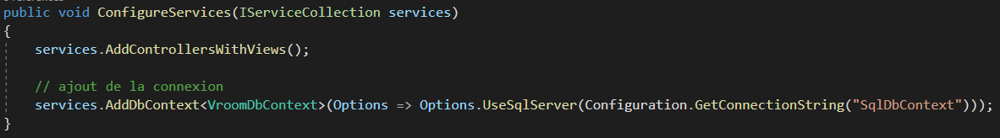 public void ConfigureServices(IServiceCollection services)
{
    services.AddControllersWithViews();
    // ajout de la connexion
    services.AddDbContext<VroomDbContext>(Options => Options.UseSqlServer(Configuration.GetConnectionString("SqlDbContext")));
}